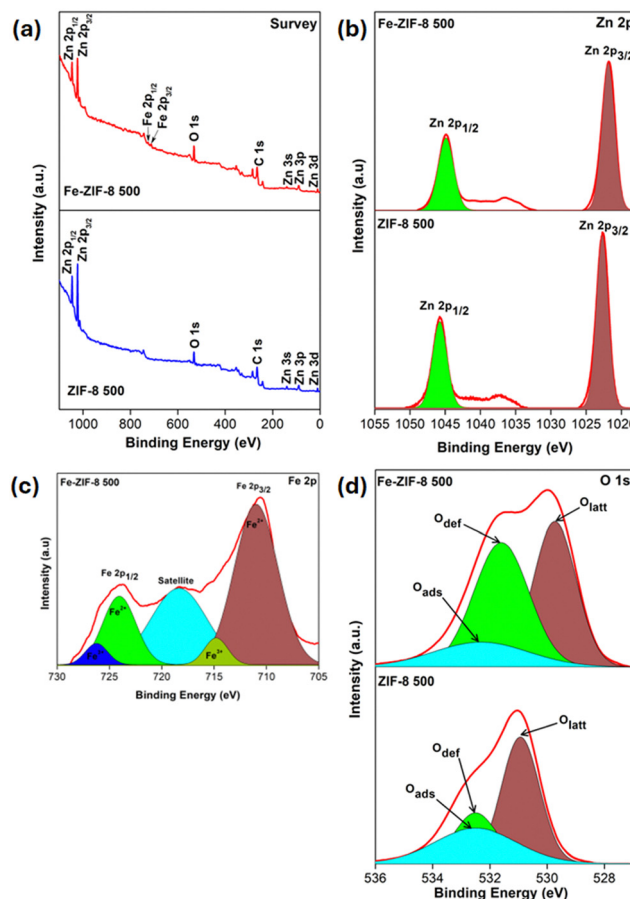 (a)
Survey
Zn 2p1/2
Zn 2p3/2
Fe 2p1/2
Fe 2p3/2
O 1s
C 1s
Zn 3s
Zn 3p
Zn 3d
Fe-ZIF-8 500
Zn 2p1/2
Zn 2p3/2
O 1s
C 1s
Zn 3s
Zn 3p
Zn 3d
ZIF-8 500
Intensity (a.u)
1000 800 600 400 200 0
Binding Energy (eV)
(b)
Fe-ZIF-8 500
Zn 2p
Zn 2p3/2
Zn 2p1/2
ZIF-8 500
Zn 2p3/2
Zn 2p1/2
Intensity (a.u.)
1055 1050 1045 1040 1035 1030 1025 1020
Binding Energy (eV)
(c)
Fe-ZIF-8 500
Fe 2p
Fe 2p3/2
Fe 2p1/2
Satellite
Intensity (a.u)
730 725 720 715 710 705
Binding Energy (eV)
(d)
Fe-ZIF-8 500
O 1s
Olatt
Odef
Oads
ZIF-8 500
Olatt
Odef
Oads
Intensity (a.u.)
536 534 532 530 528
Binding Energy (eV)